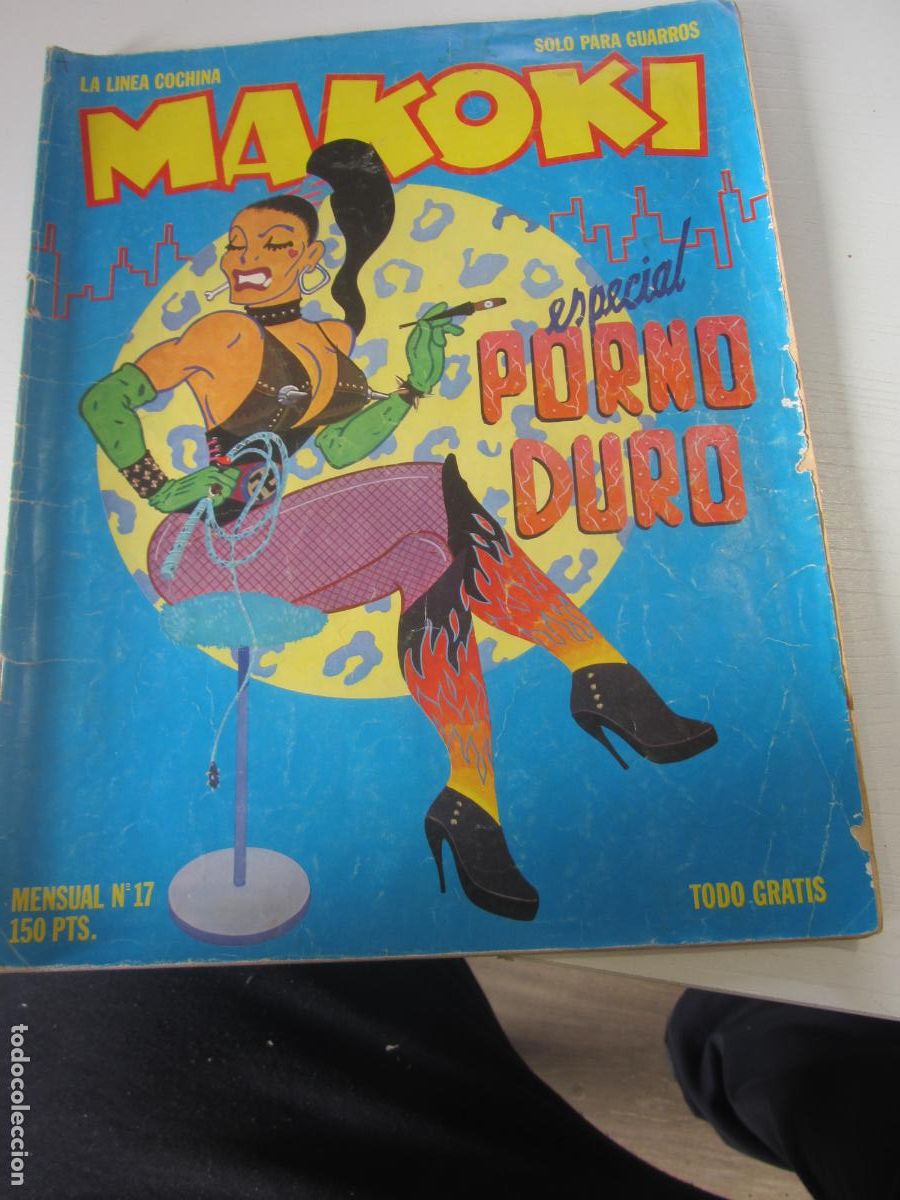 LA LINEA COCHINA
SOLO PARA GUARROS
MAKOKI
especial
PORNO
DURO
MENSUAL Nº 17
150 PTS.
TODO GRATIS
todocoleccion